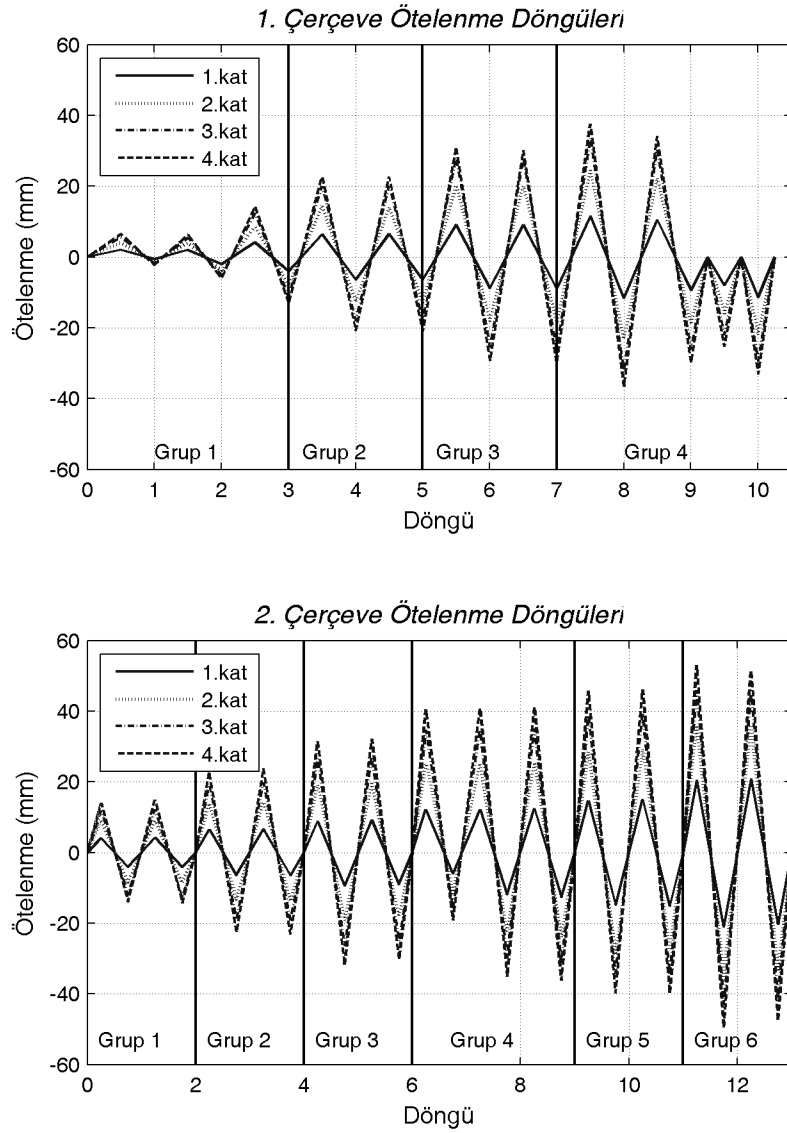 1. Çerçeve Ötelenme Döngüleri
60
40
20
0
-20
-40
-60
Ötelenme (mm)
1.kat
2.kat
3.kat
4.kat
Grup 1
Grup 2
Grup 3
Grup 4
0 1 2 3 4 5 6 7 8 9 10
Döngü
2. Çerçeve Ötelenme Döngüleri
60
40
20
0
-20
-40
-60
Ötelenme (mm)
1.kat
2.kat
3.kat
4.kat
Grup 1
Grup 2
Grup 3
Grup 4
Grup 5
Grup 6
0 2 4 6 8 10 12
Döngü